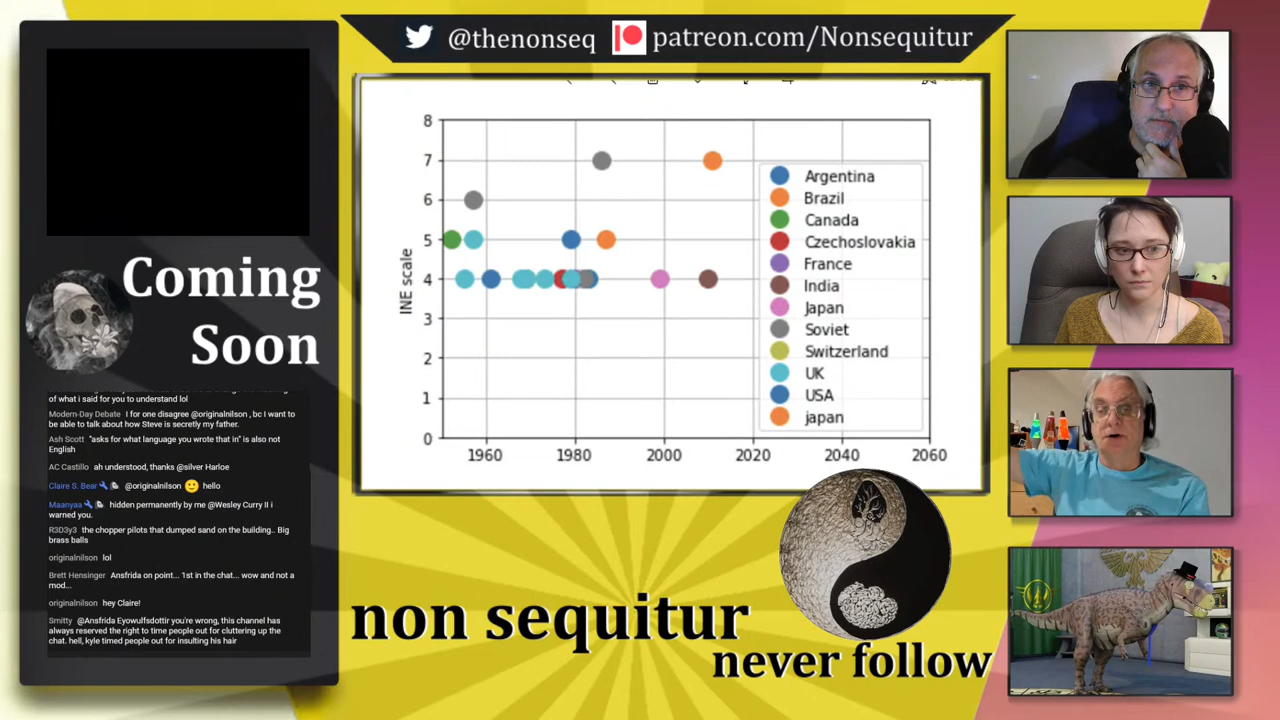 @thenonseq patreon.com/Nonsequitur
Coming
Soon
of what i said for you to understand lol
Modern-Day Debate I for one disagree @originalnilson , bc I want to
be able to talk about how Steve is secretly my father.
Ash Scott "asks for what language you wrote that in" is also not
English
AC Castillo ah understood, thanks @silver Harloe
Claire S. Bear @originalnilson 🙂 hello
Maanyaa hidden permanently by me @Wesley Curry II i
warned you.
R3D3y3 the chopper pilots that dumped sand on the building.. Big
brass balls
originalnilson lol
Brett Hensinger Ansfrida on point... 1st in the chat... wow and not a
mod...
originalnilson hey Claire!
Smitty @Ansfrida Eyowulfsdottir you're wrong, this channel has
always reserved the right to time people out for cluttering up the
chat. hell, kyle timed people out for insulting his hair
INE scale
8
7
6
5
4
3
2
1
0
1960 1980 2000 2020 2040 2060
Argentina
Brazil
Canada
Czechoslovakia
France
India
Japan
Soviet
Switzerland
UK
USA
japan
non sequitur
never follow